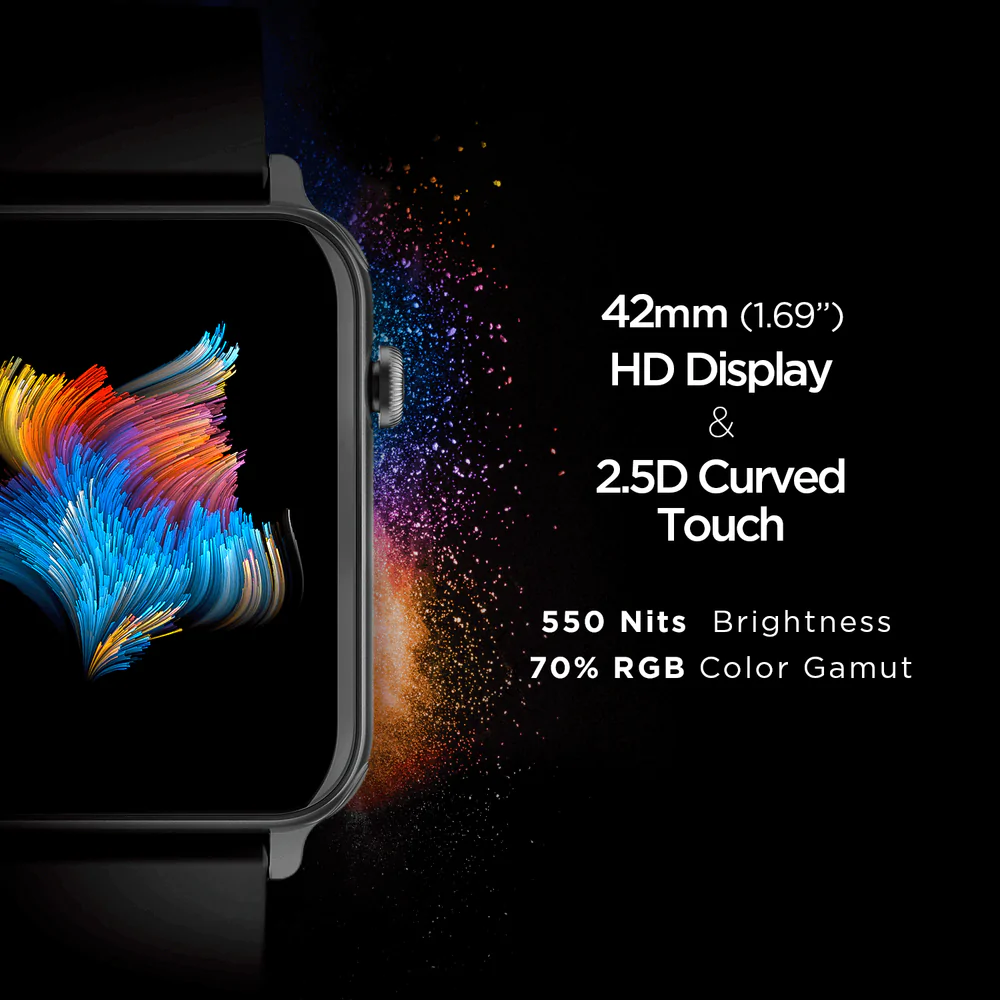 42mm (1.69”)
HD Display
&
2.5D Curved
Touch
550 Nits Brightness
70% RGB Color Gamut